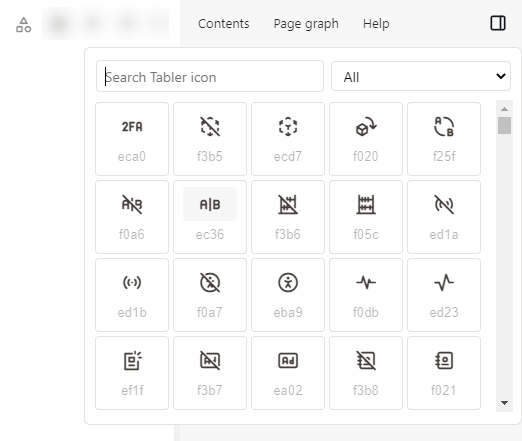 Contents Page graph Help
Search Tabler icon All
2FA T A B
eca0 f3b5 ecd7 f020 f25f
A|B A|B
f0a6 ec36 f3b6 f05c ed1a
ed1b f0a7 eba9 f0db ed23
Ad Ad
ef1f f3b7 ea02 f3b8 f021